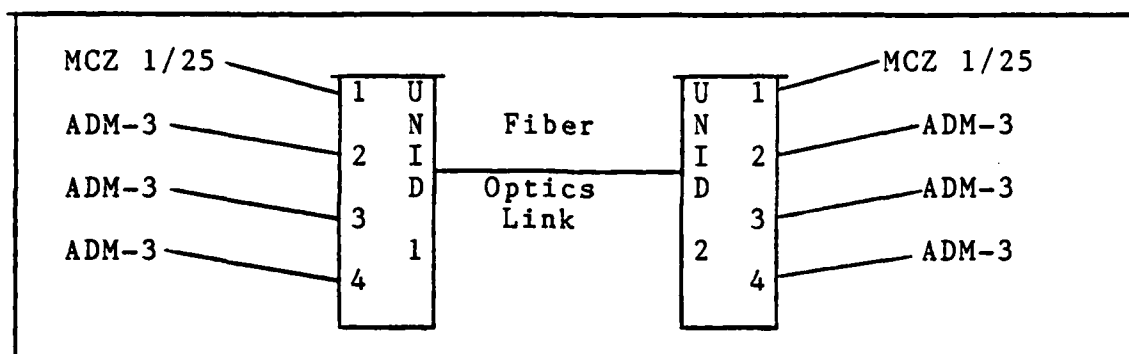 MCZ 1/25
ADM-3
ADM-3
ADM-3
1
2
3
4
UNID 1
Fiber
Optics
Link
UNID 2
1
2
3
4
MCZ 1/25
ADM-3
ADM-3
ADM-3